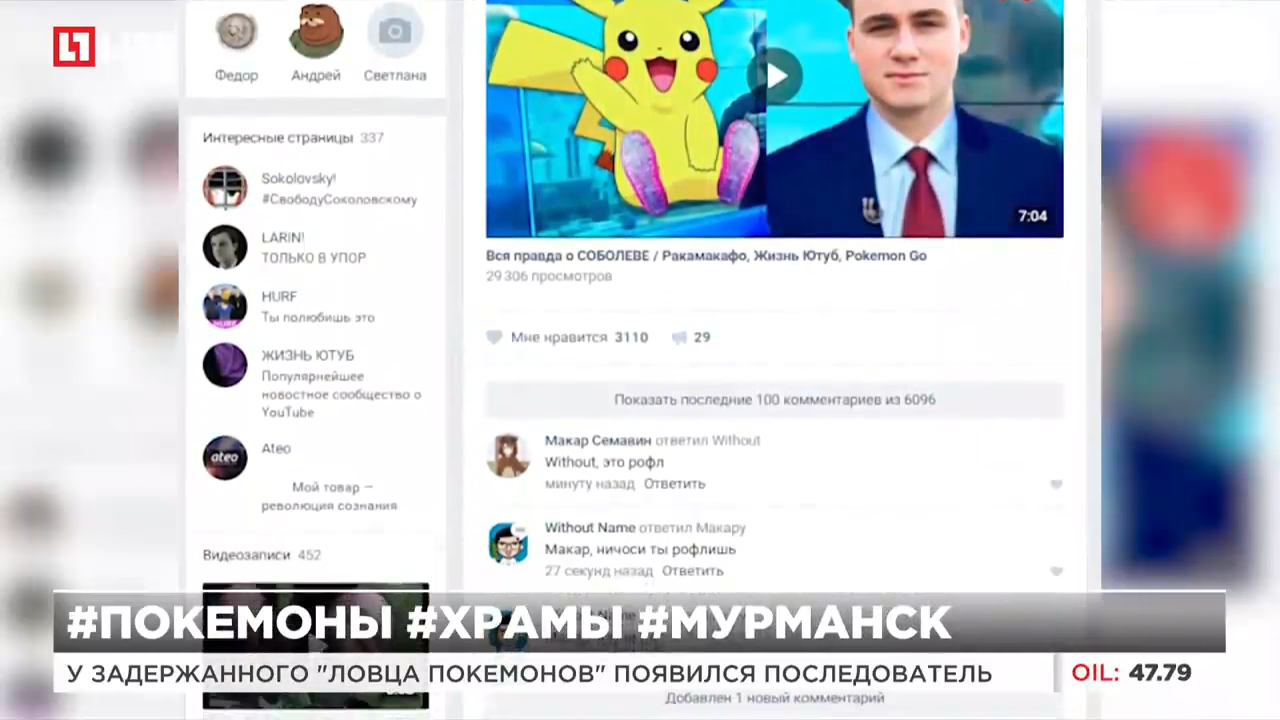 LIFE
Федор
Андрей
Светлана
Интересные страницы 337
Sokolovsky!
#СвободуСоколовскому
LARIN!
ТОЛЬКО В УПОР
HURF
Ты полюбишь это
ЖИЗНЬ ЮТУБ
Популярнейшее
новостное сообщество о
YouTube
ateo
Ateo
Мой товар –
революция сознания
Видеозаписи 452
7:04
Вся правда о СОБОЛЕВЕ / Ракамакафо, Жизнь Ютуб, Pokemon Go
29 306 просмотров
Мне нравится 3110 29
Показать последние 100 комментариев из 6096
Макар Семавин ответил Without
Without, это рофл
минуту назад Ответить
Without Name ответил Макару
Макар, ничоси ты рофлишь
27 секунд назад Ответить
#ПОКЕМОНЫ #ХРАМЫ #МУРМАНСК
У ЗАДЕРЖАННОГО "ЛОВЦА ПОКЕМОНОВ" ПОЯВИЛСЯ ПОСЛЕДОВАТЕЛЬ
OIL: 47.79
Добавлен 1 новый комментарий